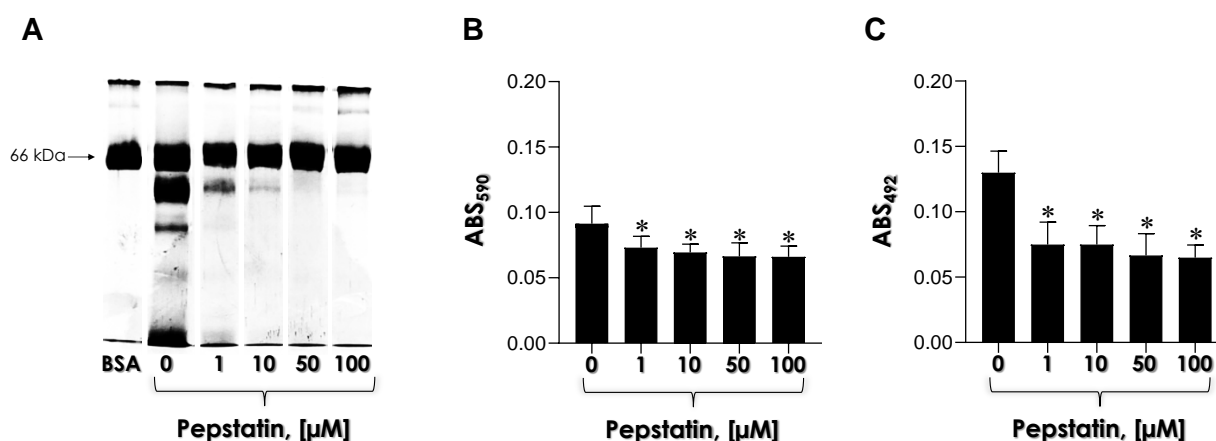 A
66 kDa
BSA 0 1 10 50 100
Pepstatin, [µM]
B
ABS590
0.20
0.15
0.10
0.05
0.00
* * * *
0 1 10 50 100
Pepstatin, [µM]
C
ABS492
0.20
0.15
0.10
0.05
0.00
* * * *
0 1 10 50 100
Pepstatin, [µM]